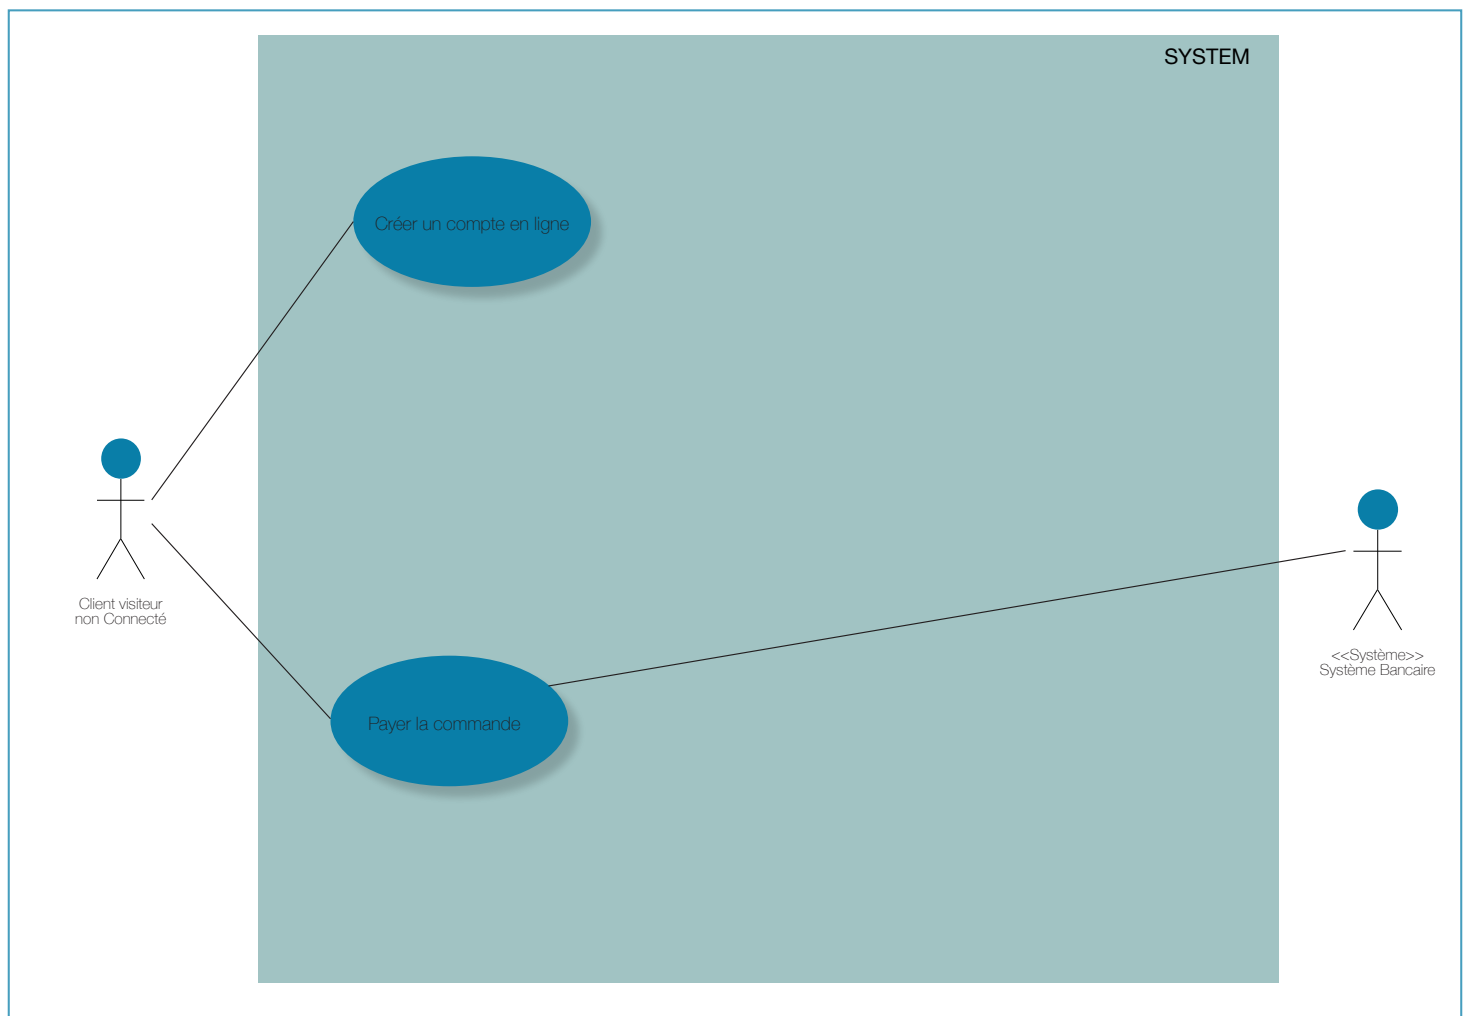 SYSTEM
Créer un compte en ligne
Client visiteur
non Connecté
<<Système>>
Système Bancaire
Payer la commande